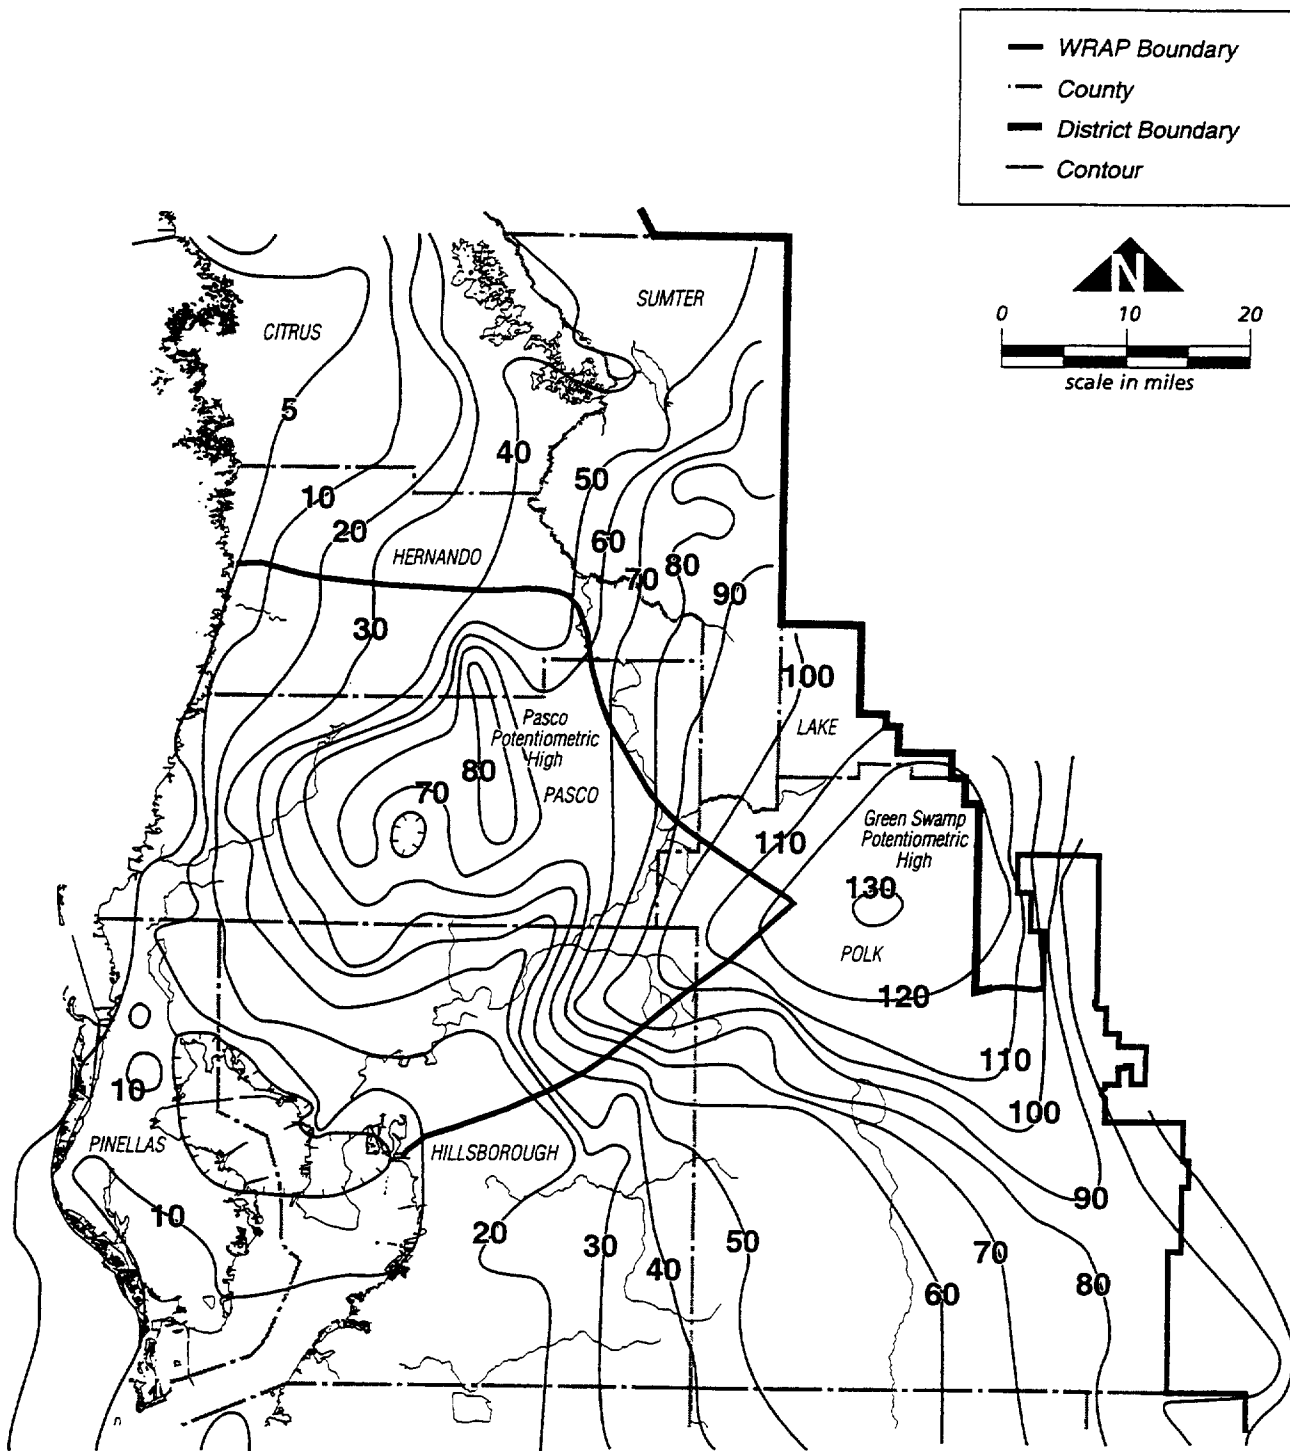 WRAP Boundary
County
District Boundary
Contour
N
0 10 20
scale in miles
SUMTER
CITRUS
5
40
50
10
20
60
HERNANDO
70
80
90
30
100
Pasco
Potentiometric
High
LAKE
80
70
PASCO
Green Swamp
Potentiometric
High
110
130
POLK
120
110
10
100
PINELLAS
HILLSBOROUGH
90
10
20
30
40
50
70
60
80